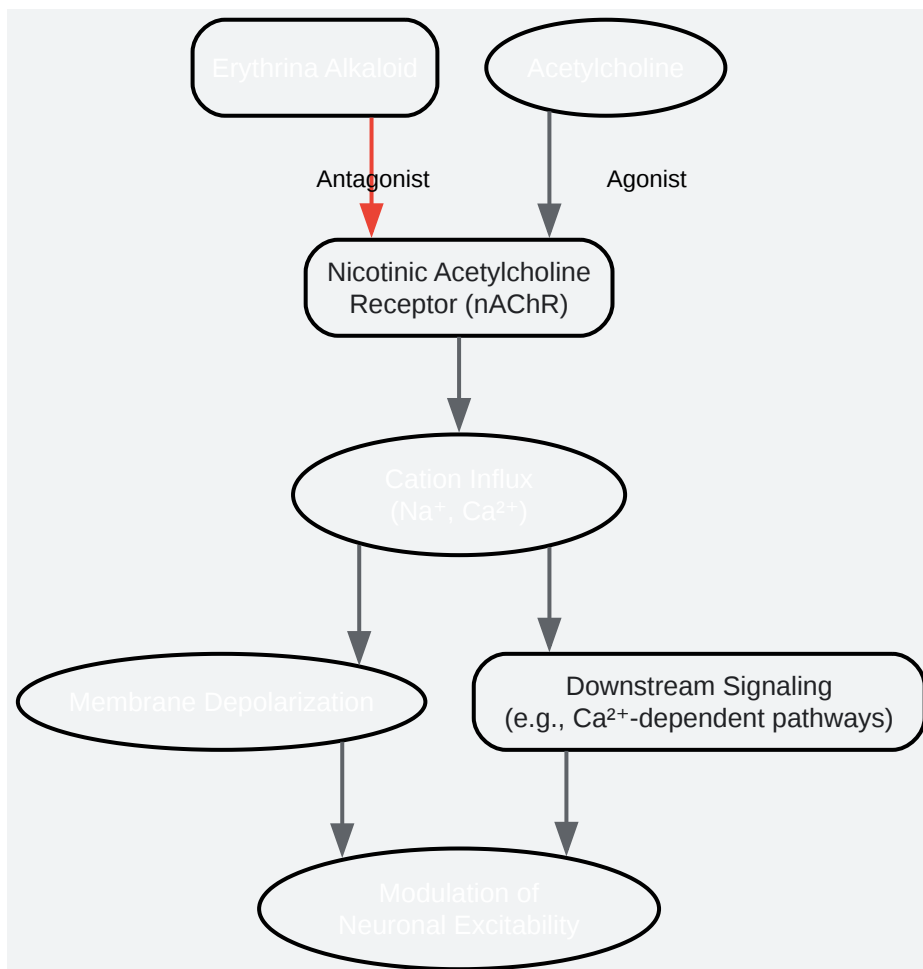 Erythrina Alkaloid
Acetylcholine
Antagonist
Agonist
Nicotinic Acetylcholine
Receptor (nAChR)
Cation Influx
(Na⁺, Ca²⁺)
Membrane Depolarization
Downstream Signaling
(e.g., Ca²⁺-dependent pathways)
Modulation of
Neuronal Excitability